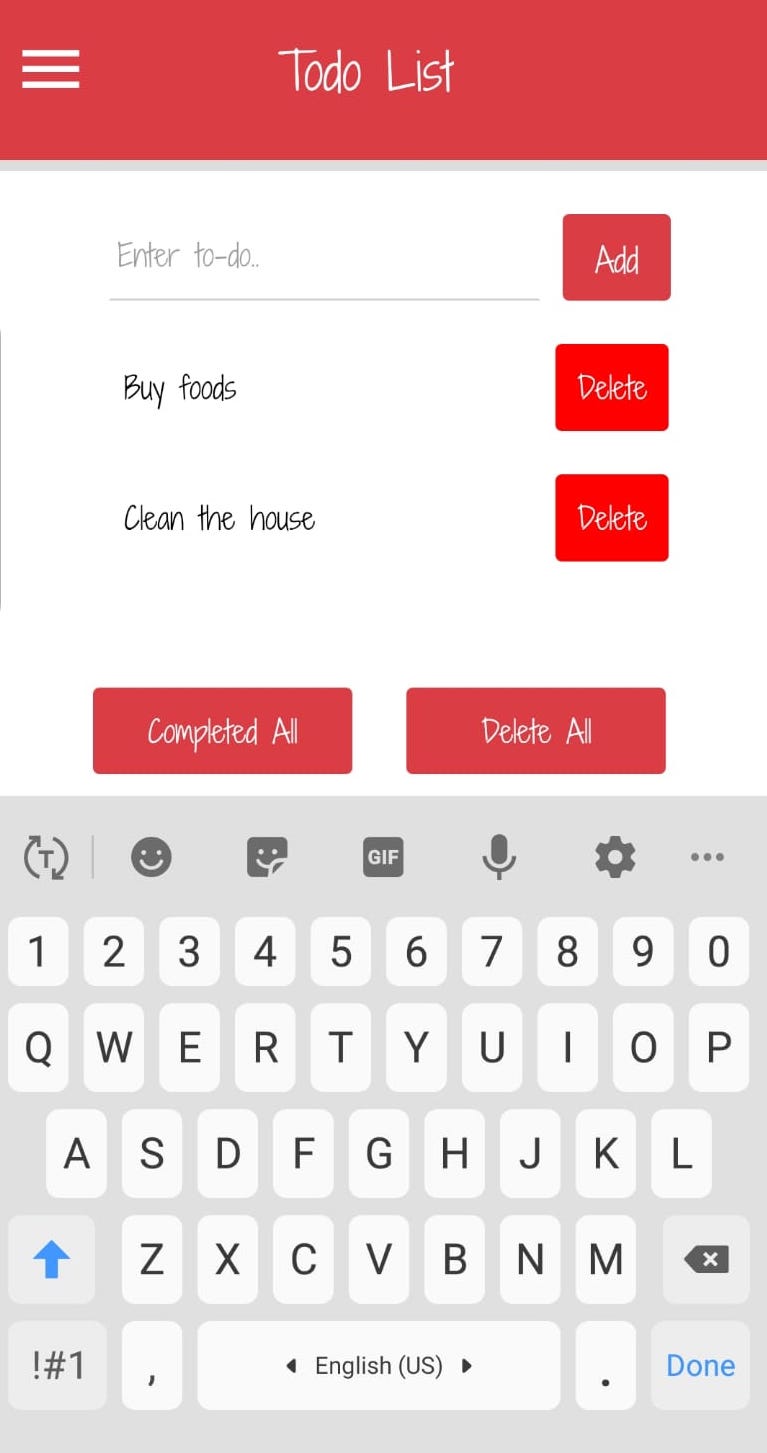 Todo List
Enter to-do..
Add
Buy foods
Delete
Clean the house
Delete
Completed All
Delete All
T
GIF
1 2 3 4 5 6 7 8 9 0
Q W E R T Y U I O P
A S D F G H J K L
Z X C V B N M
!#1 , English (US) . Done